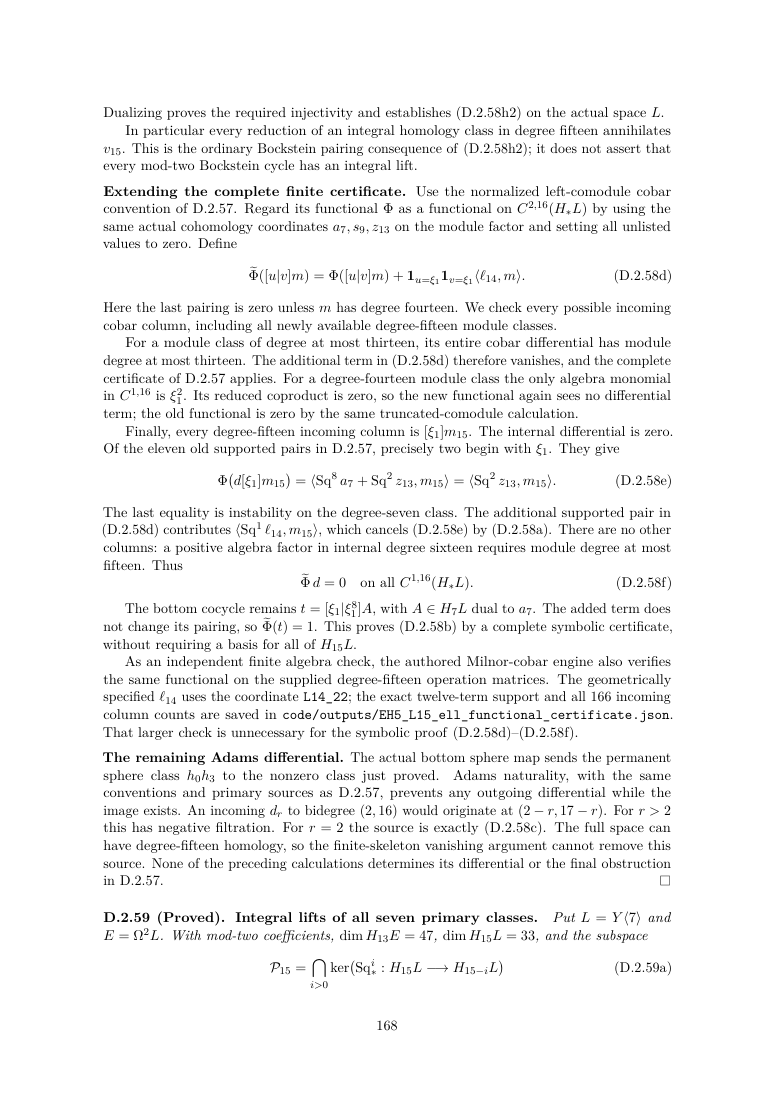 Dualizing proves the required injectivity and establishes (D.2.58h2) on the actual space L.
In particular every reduction of an integral homology class in degree fifteen annihilates
v₁₅. This is the ordinary Bockstein pairing consequence of (D.2.58h2); it does not assert that
every mod-two Bockstein cycle has an integral lift.
Extending the complete finite certificate. Use the normalized left-comodule cobar
convention of D.2.57. Regard its functional Φ as a functional on C^{2,16}(H_*L) by using the
same actual cohomology coordinates a₇, s₉, z₁₃ on the module factor and setting all unlisted
values to zero. Define
Φ̃([u|v]m) = Φ([u|v]m) + 1_{u=ξ₁}1_{v=ξ₁}⟨ℓ₁₄, m⟩. (D.2.58d)
Here the last pairing is zero unless m has degree fourteen. We check every possible incoming
cobar column, including all newly available degree-fifteen module classes.
For a module class of degree at most thirteen, its entire cobar differential has module
degree at most thirteen. The additional term in (D.2.58d) therefore vanishes, and the complete
certificate of D.2.57 applies. For a degree-fourteen module class the only algebra monomial
in C^{1,16} is ξ₁². Its reduced coproduct is zero, so the new functional again sees no differential
term; the old functional is zero by the same truncated-comodule calculation.
Finally, every degree-fifteen incoming column is [ξ₁]m₁₅. The internal differential is zero.
Of the eleven old supported pairs in D.2.57, precisely two begin with ξ₁. They give
Φ(d[ξ₁]m₁₅) = ⟨Sq⁸ a₇ + Sq² z₁₃, m₁₅⟩ = ⟨Sq² z₁₃, m₁₅⟩. (D.2.58e)
The last equality is instability on the degree-seven class. The additional supported pair in
(D.2.58d) contributes ⟨Sq¹ ℓ₁₄, m₁₅⟩, which cancels (D.2.58e) by (D.2.58a). There are no other
columns: a positive algebra factor in internal degree sixteen requires module degree at most
fifteen. Thus
Φ̃ d = 0 on all C^{1,16}(H_*L). (D.2.58f)
The bottom cocycle remains t = [ξ₁|ξ₁⁸]A, with A ∈ H₇L dual to a₇. The added term does
not change its pairing, so Φ̃(t) = 1. This proves (D.2.58b) by a complete symbolic certificate,
without requiring a basis for all of H₁₅L.
As an independent finite algebra check, the authored Milnor-cobar engine also verifies
the same functional on the supplied degree-fifteen operation matrices. The geometrically
specified ℓ₁₄ uses the coordinate L14_22; the exact twelve-term support and all 166 incoming
column counts are saved in code/outputs/EH5_L15_ell_functional_certificate.json.
That larger check is unnecessary for the symbolic proof (D.2.58d)–(D.2.58f).
The remaining Adams differential. The actual bottom sphere map sends the permanent
sphere class h₀h₃ to the nonzero class just proved. Adams naturality, with the same
conventions and primary sources as D.2.57, prevents any outgoing differential while the
image exists. An incoming d_r to bidegree (2, 16) would originate at (2 − r, 17 − r). For r > 2
this has negative filtration. For r = 2 the source is exactly (D.2.58c). The full space can
have degree-fifteen homology, so the finite-skeleton vanishing argument cannot remove this
source. None of the preceding calculations determines its differential or the final obstruction
in D.2.57. □
D.2.59 (Proved). Integral lifts of all seven primary classes. Put L = Y⟨7⟩ and
E = Ω²L. With mod-two coefficients, dim H₁₃E = 47, dim H₁₅L = 33, and the subspace
𝒫₁₅ = ⋂_{i>0} ker(Sq^i_* : H₁₅L ⟶ H_{15−i}L) (D.2.59a)
168